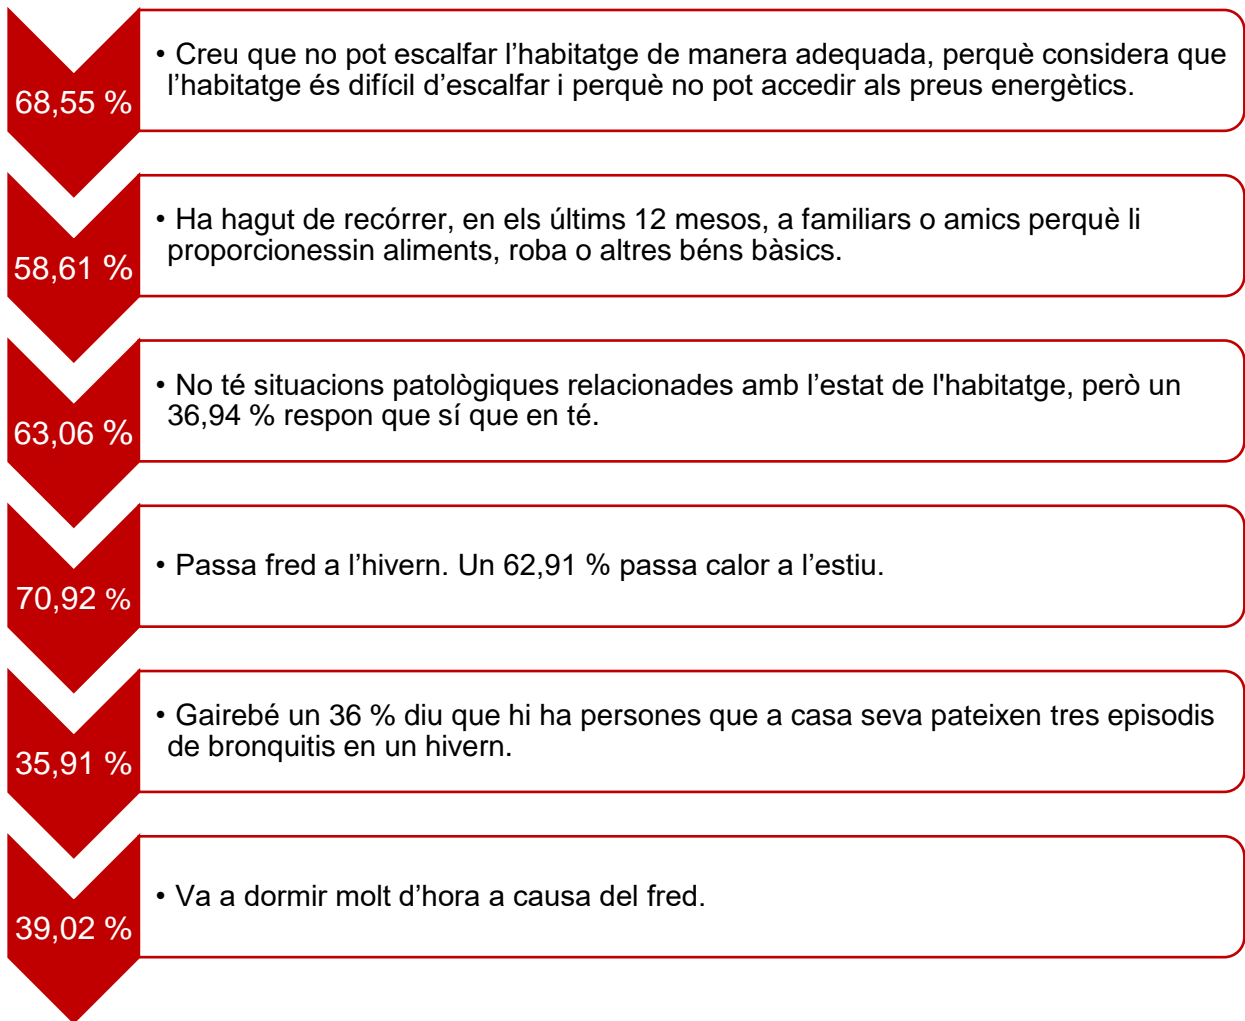 68,55 %
• Creu que no pot escalfar l’habitatge de manera adequada, perquè considera que
l’habitatge és difícil d’escalfar i perquè no pot accedir als preus energètics.
58,61 %
• Ha hagut de recórrer, en els últims 12 mesos, a familiars o amics perquè li
proporcionessin aliments, roba o altres béns bàsics.
63,06 %
• No té situacions patològiques relacionades amb l’estat de l'habitatge, però un
36,94 % respon que sí que en té.
70,92 %
• Passa fred a l’hivern. Un 62,91 % passa calor a l’estiu.
35,91 %
• Gairebé un 36 % diu que hi ha persones que a casa seva pateixen tres episodis
de bronquitis en un hivern.
39,02 %
• Va a dormir molt d’hora a causa del fred.